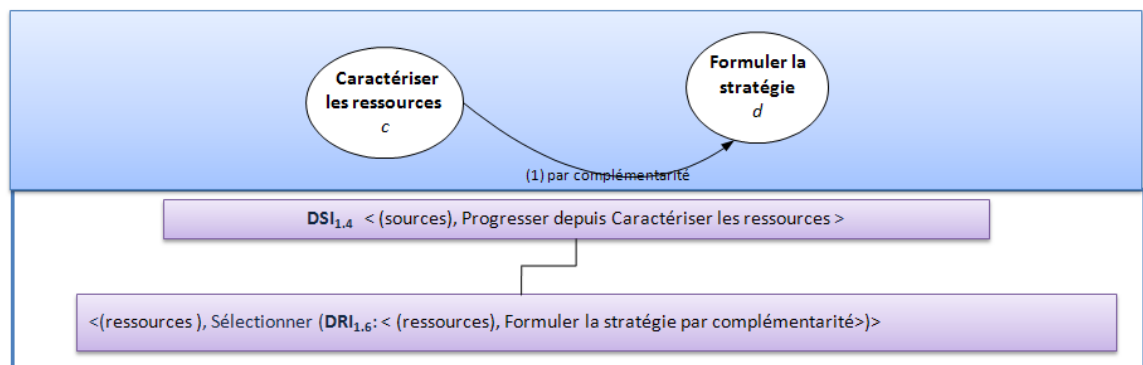 Caractériser
les ressources
c
Formuler la
stratégie
d
(1) par complémentarité
DSI1.4 < (sources), Progresser depuis Caractériser les ressources >
<(ressources ), Sélectionner (DRI1.6: < (ressources), Formuler la stratégie par complémentarité>)>